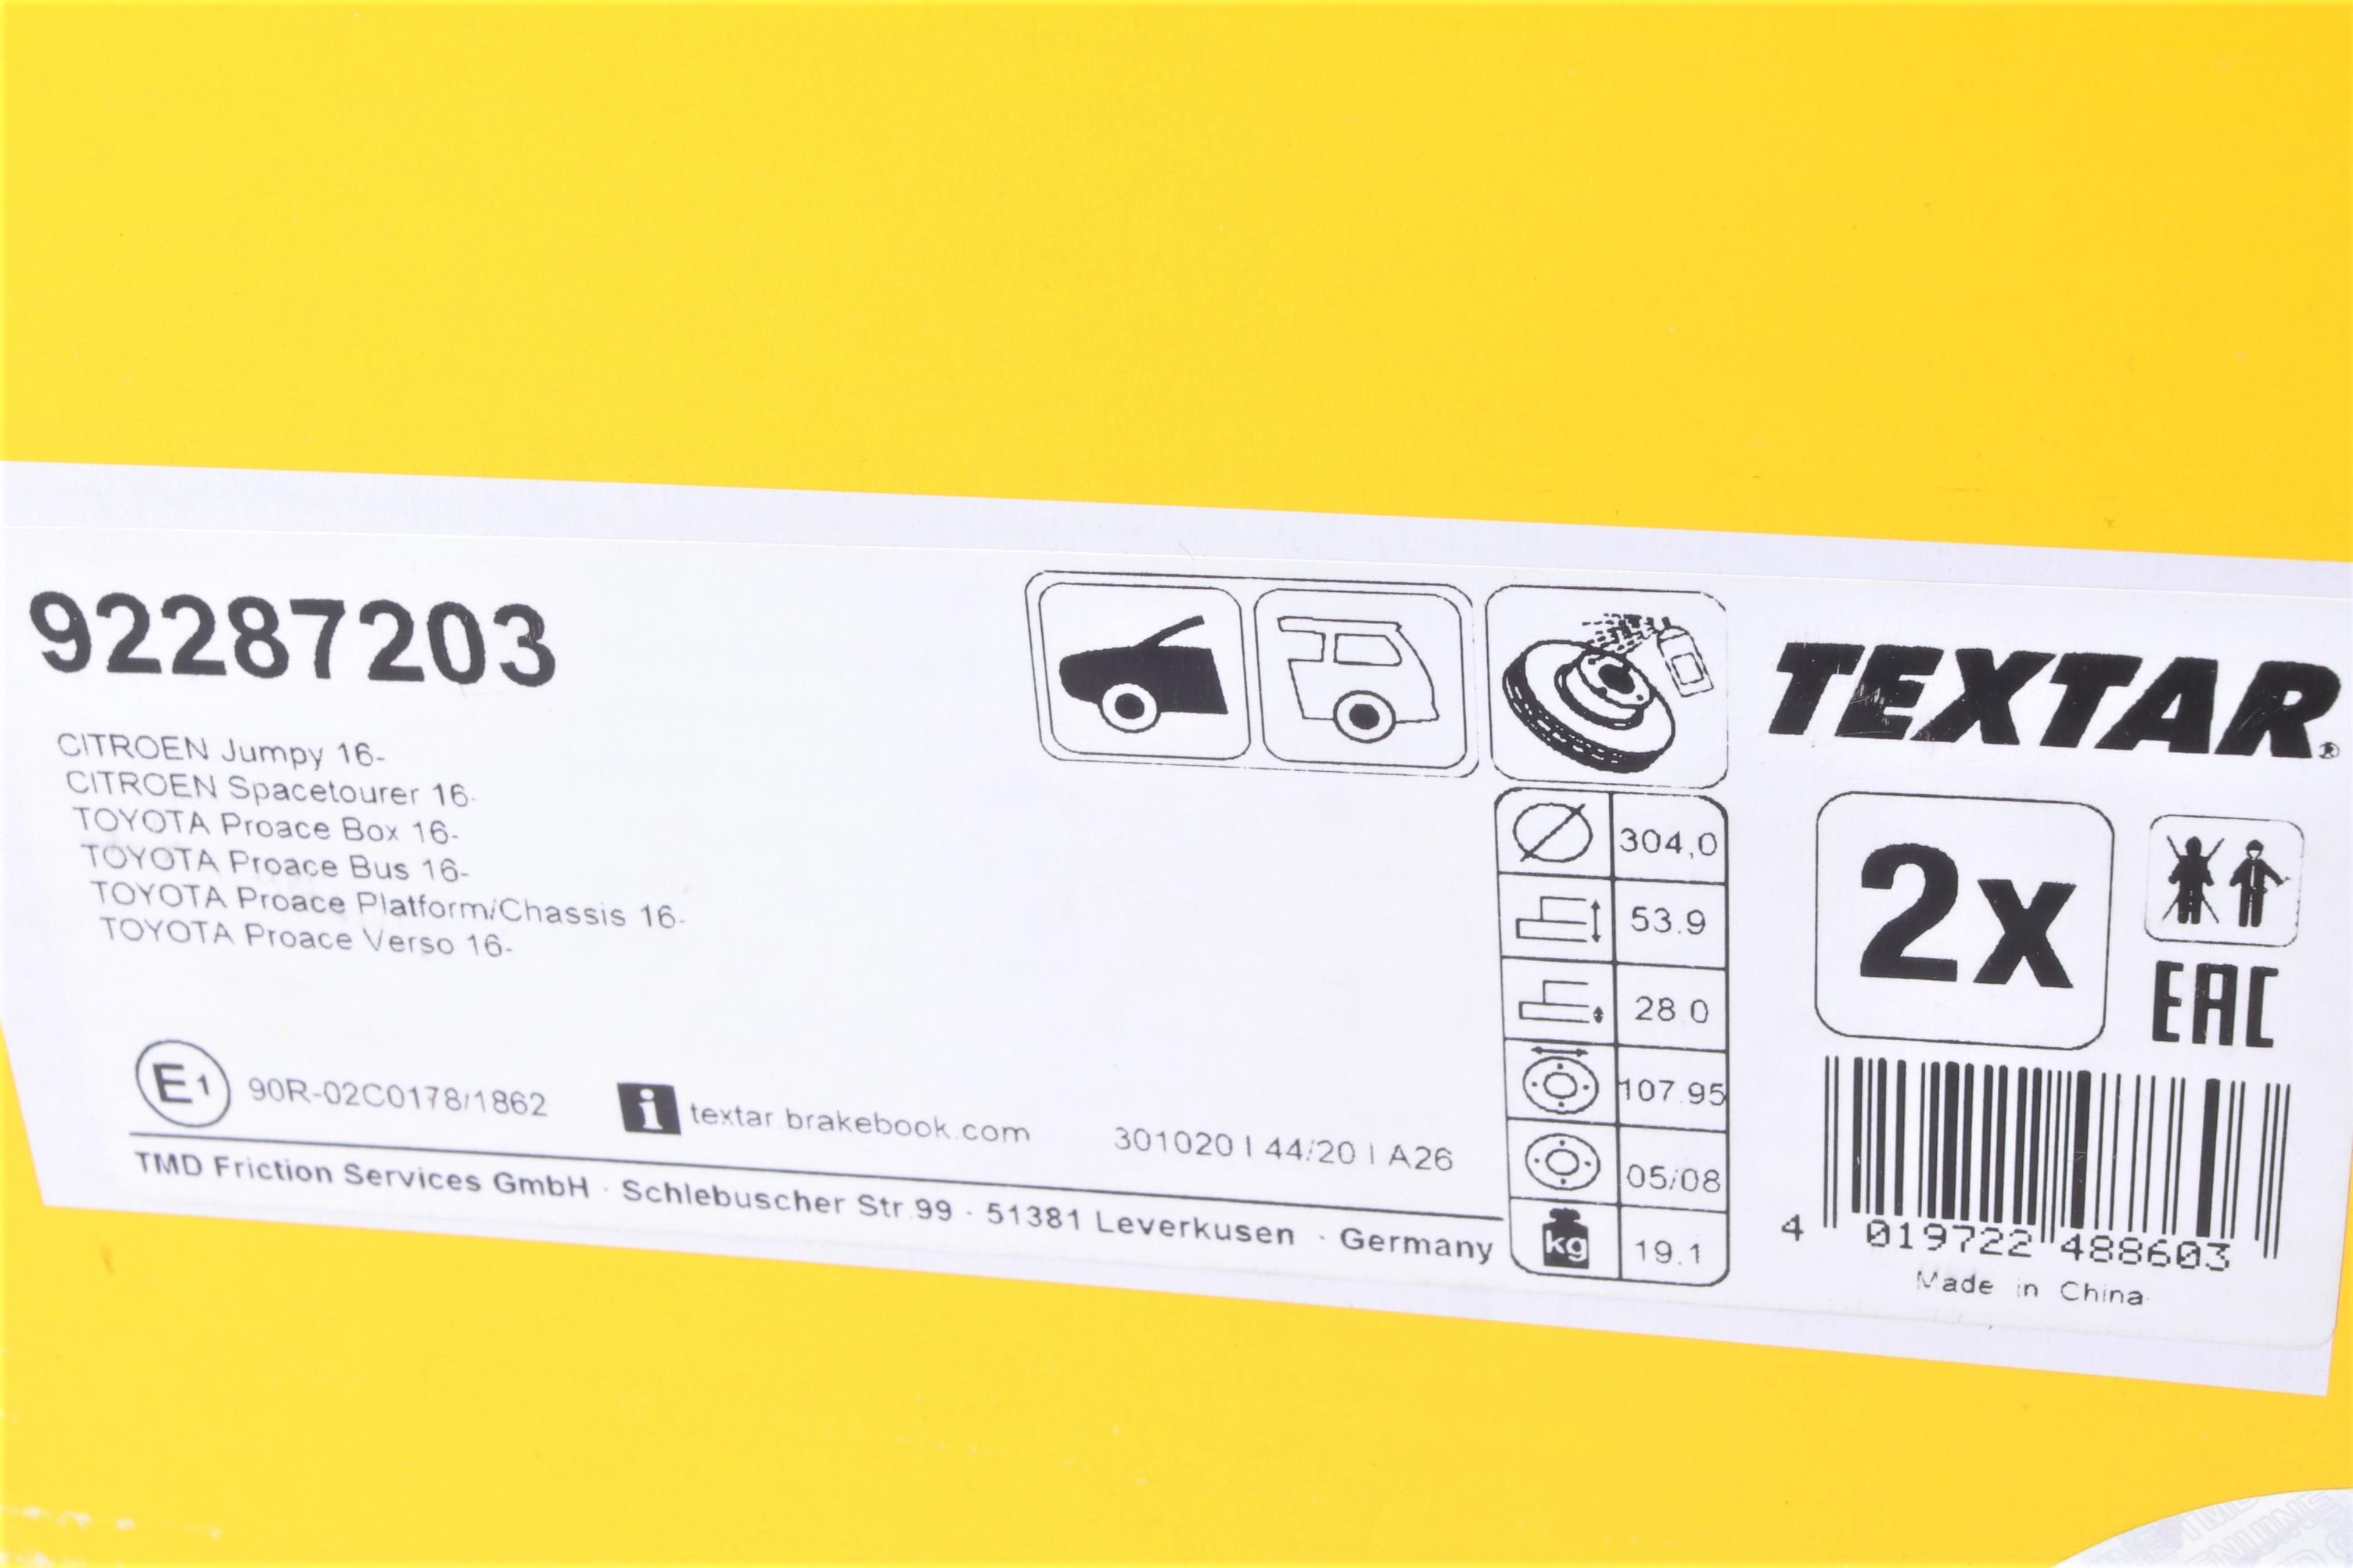 92287203
CITROEN Jumpy 16-
CITROEN Spacetourer 16-
TOYOTA Proace Box 16-
TOYOTA Proace Bus 16-
TOYOTA Proace Platform/Chassis 16-
TOYOTA Proace Verso 16-
E1 90R-02C0178/1862
i textar.brakebook.com
301020 I 44/20 I A26
TMD Friction Services GmbH · Schlebuscher Str.99 · 51381 Leverkusen · Germany
304,0
53.9
28.0
107.95
05/08
kg 19.1
TEXTAR®
2x
EAC
4 019722 488603
Made in China